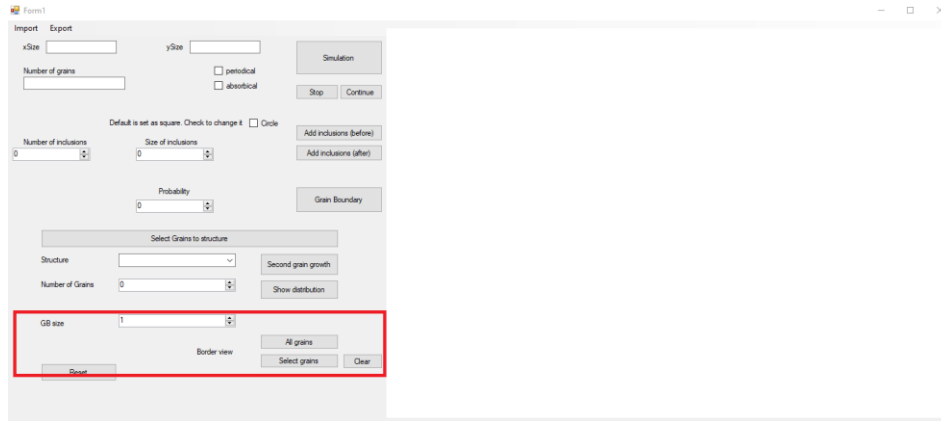 Form1
Import Export
xSize ySize
Simulation
Number of grains
periodical
absorbical
Stop Continue
Default is set as square. Check to change it Circle
Add inclusions (before)
Number of inclusions Size of inclusions
0 0
Add inclusions (after)
Probability
0
Grain Boundary
Select Grains to structure
Structure
Second grain growth
Number of Grains 0
Show distribution
GB size 1
All grains
Border view
Select grains Clear
Reset